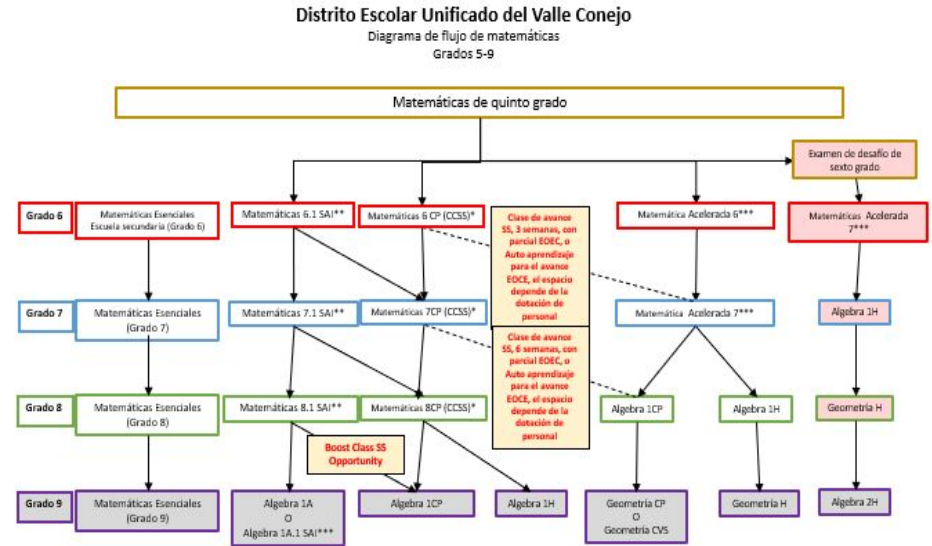 Distrito Escolar Unificado del Valle Conejo
Diagrama de flujo de matemáticas
Grados 5-9
Matemáticas de quinto grado
Examen de desafío de
sexto grado
Grado 6
Matemáticas Esenciales
Escuela secundaria (Grado 6)
Matemáticas 6.1 SAI**
Matemáticas 6 CP (CCSS)*
Clase de avance
SS, 3 semanas, con
parcial EOEC, o
Auto aprendizaje
para el avance
EOCE, el espacio
depende de la
dotación de
personal
Matemática Acelerada 6***
Matemáticas Acelerada
7***
Grado 7
Matemáticas Esenciales
(Grado 7)
Matemáticas 7.1 SAI**
Matemáticas 7CP (CCSS)*
Matemática Acelerada 7***
Algebra 1H
Clase de avance
SS, 6 semanas, con
parcial EOEC, o
Auto aprendizaje
para el avance
EOCE, el espacio
depende de la
dotación de
personal
Grado 8
Matemáticas Esenciales
(Grado 8)
Matemáticas 8.1 SAI**
Matemáticas 8CP (CCSS)*
Algebra 1CP
Algebra 1H
Geometría H
Boost Class SS
Opportunity
Grado 9
Matemáticas Esenciales
(Grado 9)
Algebra 1A
O
Algebra 1A.1 SAI***
Algebra 1CP
Algebra 1H
Geometría CP
O
Geometría CVS
Geometría H
Algebra 2H